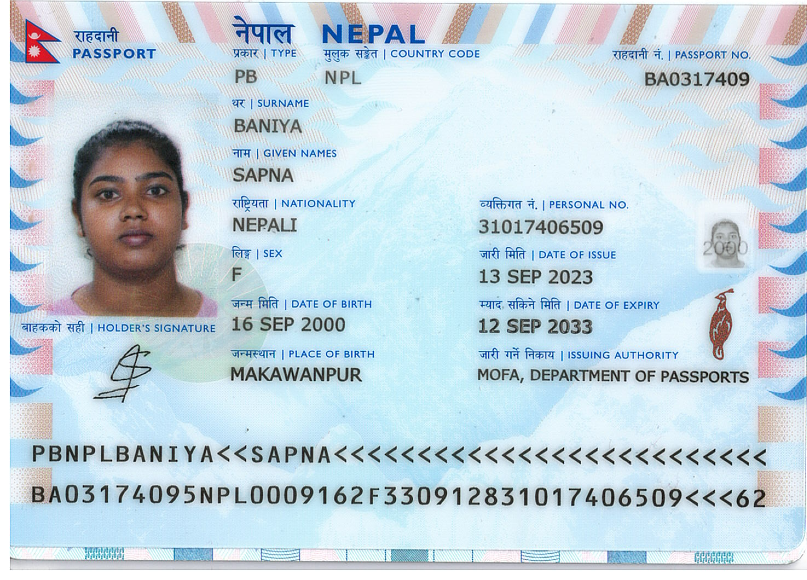 राहदानी
PASSPORT
नेपाल NEPAL
प्रकार | TYPE मुलुक सङ्केत | COUNTRY CODE राहदानी नं. | PASSPORT NO.
PB NPL BA0317409
थर | SURNAME
BANIYA
नाम | GIVEN NAMES
SAPNA
राष्ट्रियता | NATIONALITY व्यक्तिगत नं. | PERSONAL NO.
NEPALI 31017406509
2000
लिङ्ग | SEX जारी मिति | DATE OF ISSUE
F 13 SEP 2023
जन्म मिति | DATE OF BIRTH म्याद सकिने मिति | DATE OF EXPIRY
बाहकको सही | HOLDER'S SIGNATURE 16 SEP 2000 12 SEP 2033
जन्मस्थान | PLACE OF BIRTH जारी गर्ने निकाय | ISSUING AUTHORITY
MAKAWANPUR MOFA, DEPARTMENT OF PASSPORTS
PBNPLBANIYA<<SAPNA<<<<<<<<<<<<<<<<<<<<<<<<<<
BA03174095NPL0009162F33091283101740650​9<<<62